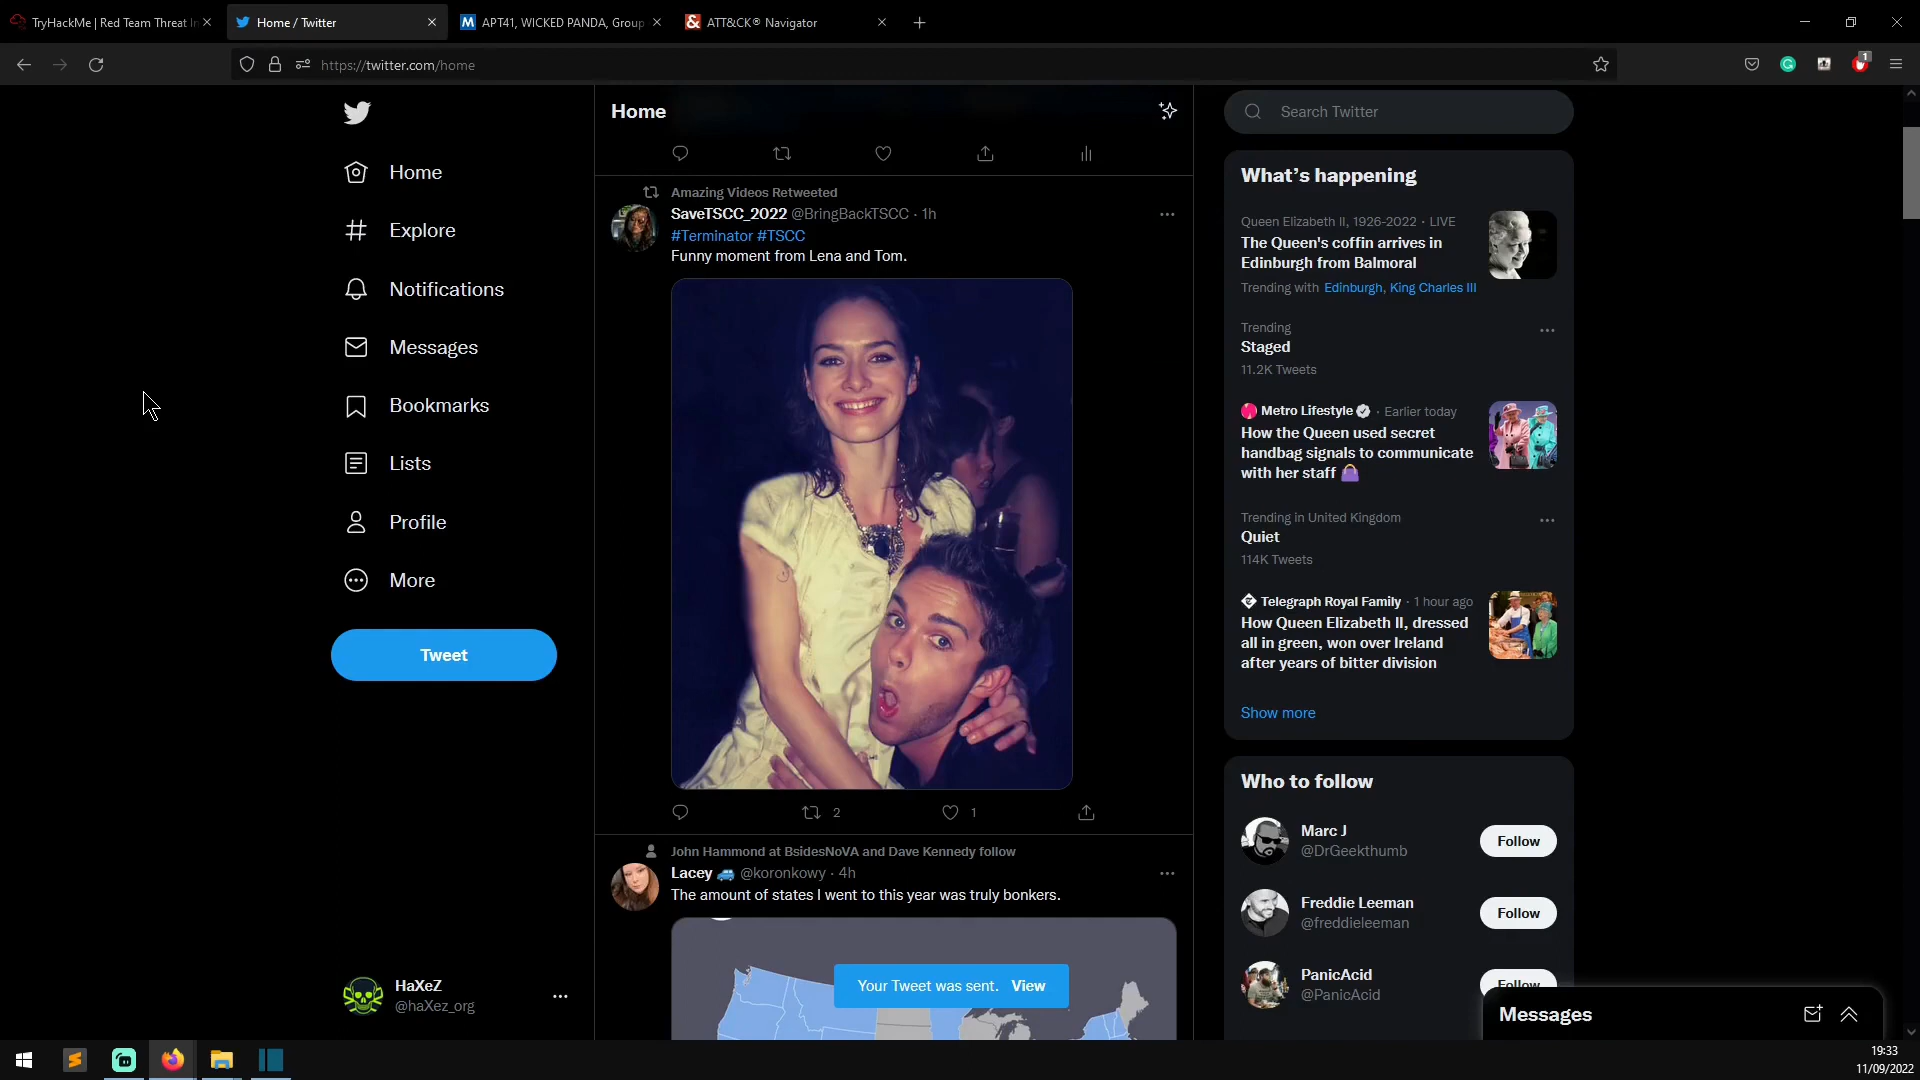 TryHackMe | Red Team Threat In
Home / Twitter
APT41, WICKED PANDA, Group
ATT&CK® Navigator
https://twitter.com/home
1
Home
Explore
Notifications
Messages
Bookmarks
Lists
Profile
More
Tweet
HaXeZ
@haXez_org
Home
Amazing Videos Retweeted
SaveTSCC_2022 @BringBackTSCC · 1h
#Terminator #TSCC
Funny moment from Lena and Tom.
2
1
John Hammond at BsidesNoVA and Dave Kennedy follow
Lacey 🚙 @koronkowy · 4h
The amount of states I went to this year was truly bonkers.
Your Tweet was sent. View
Search Twitter
What's happening
Queen Elizabeth II, 1926-2022 · LIVE
The Queen's coffin arrives in
Edinburgh from Balmoral
Trending with Edinburgh, King Charles III
Trending
Staged
11.2K Tweets
Metro Lifestyle · Earlier today
How the Queen used secret
handbag signals to communicate
with her staff 👜
Trending in United Kingdom
Quiet
114K Tweets
Telegraph Royal Family · 1 hour ago
How Queen Elizabeth II, dressed
all in green, won over Ireland
after years of bitter division
Show more
Who to follow
Marc J
@DrGeekthumb
Follow
Freddie Leeman
@freddieleeman
Follow
PanicAcid
@PanicAcid
Follow
Messages
19:33
11/09/2022